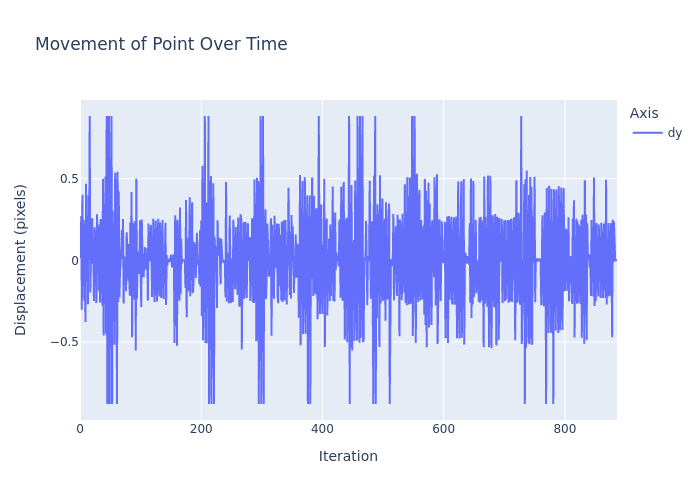 Movement of Point Over Time
Axis
dy
0.5
0
−0.5
Displacement (pixels)
0 200 400 600 800
Iteration